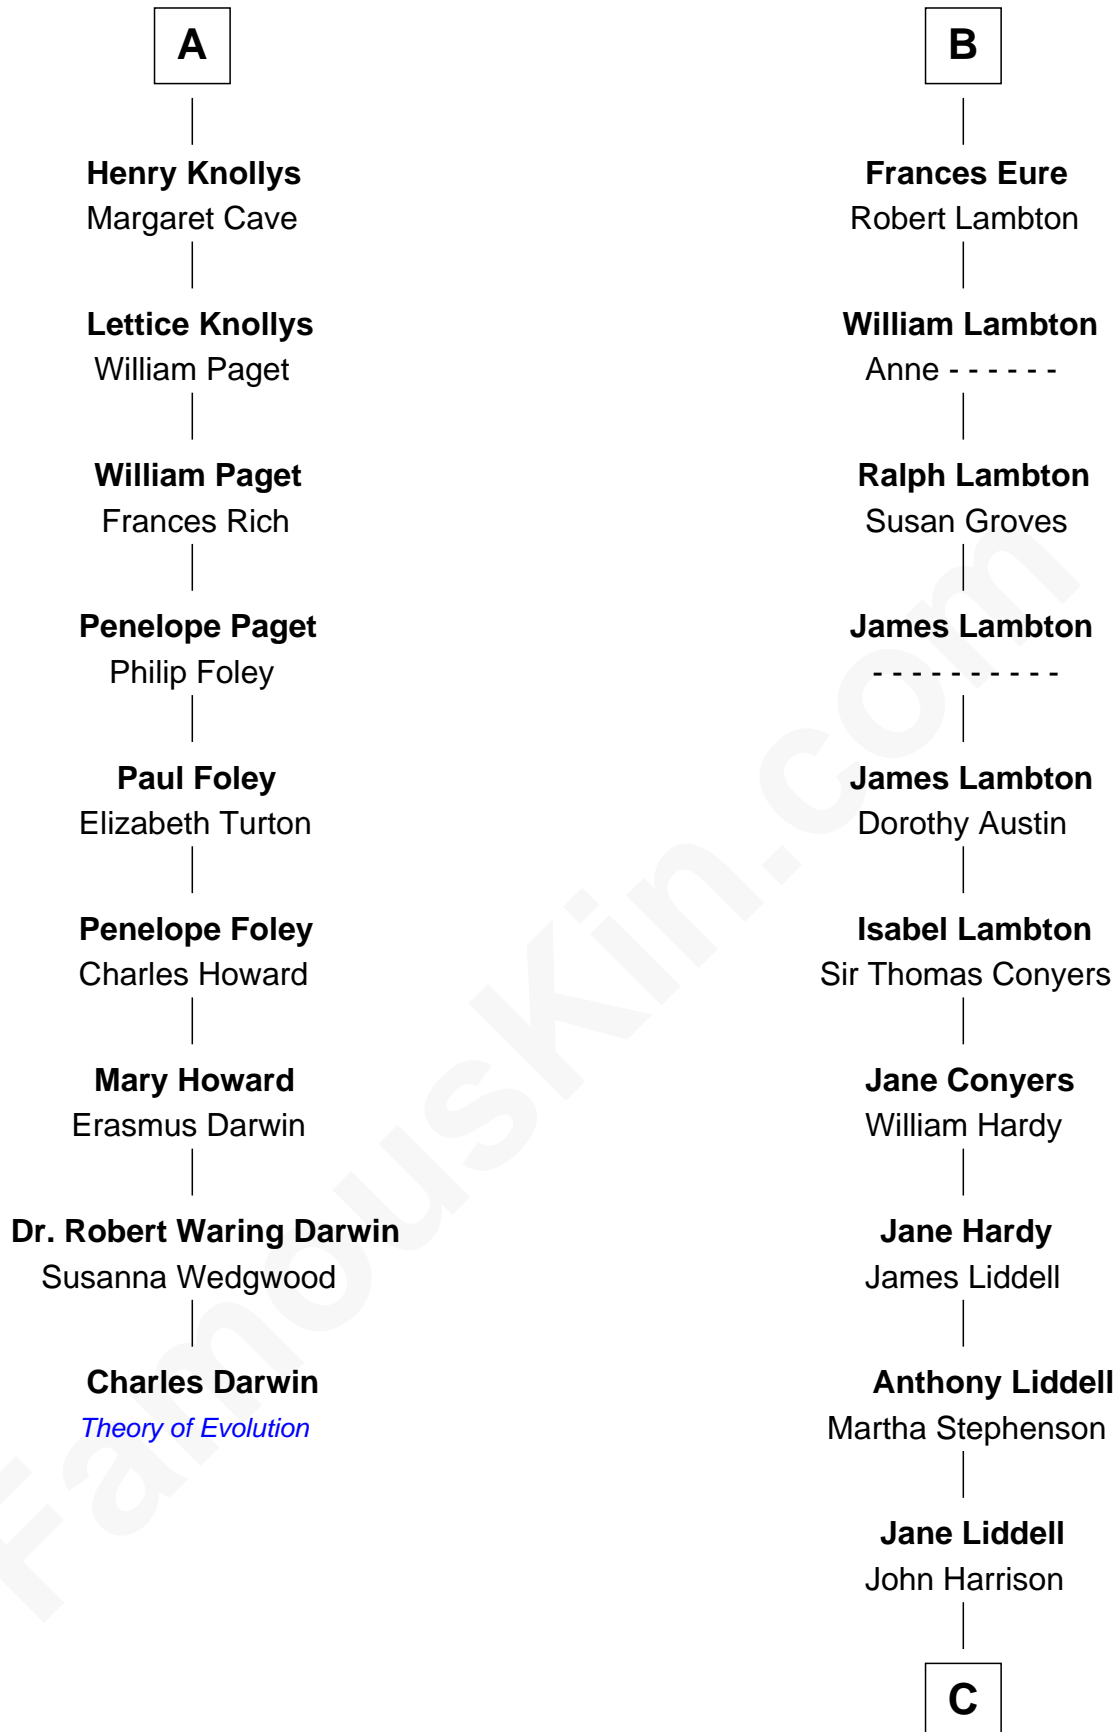 A
Henry Knollys
Margaret Cave
Lettice Knollys
William Paget
William Paget
Frances Rich
Penelope Paget
Philip Foley
Paul Foley
Elizabeth Turton
Penelope Foley
Charles Howard
Mary Howard
Erasmus Darwin
Dr. Robert Waring Darwin
Susanna Wedgwood
Charles Darwin
Theory of Evolution
B
Frances Eure
Robert Lambton
William Lambton
Anne - - - - - -
Ralph Lambton
Susan Groves
James Lambton
- - - - - - - - - -
James Lambton
Dorothy Austin
Isabel Lambton
Sir Thomas Conyers
Jane Conyers
William Hardy
Jane Hardy
James Liddell
Anthony Liddell
Martha Stephenson
Jane Liddell
John Harrison
C
FamousKin.com